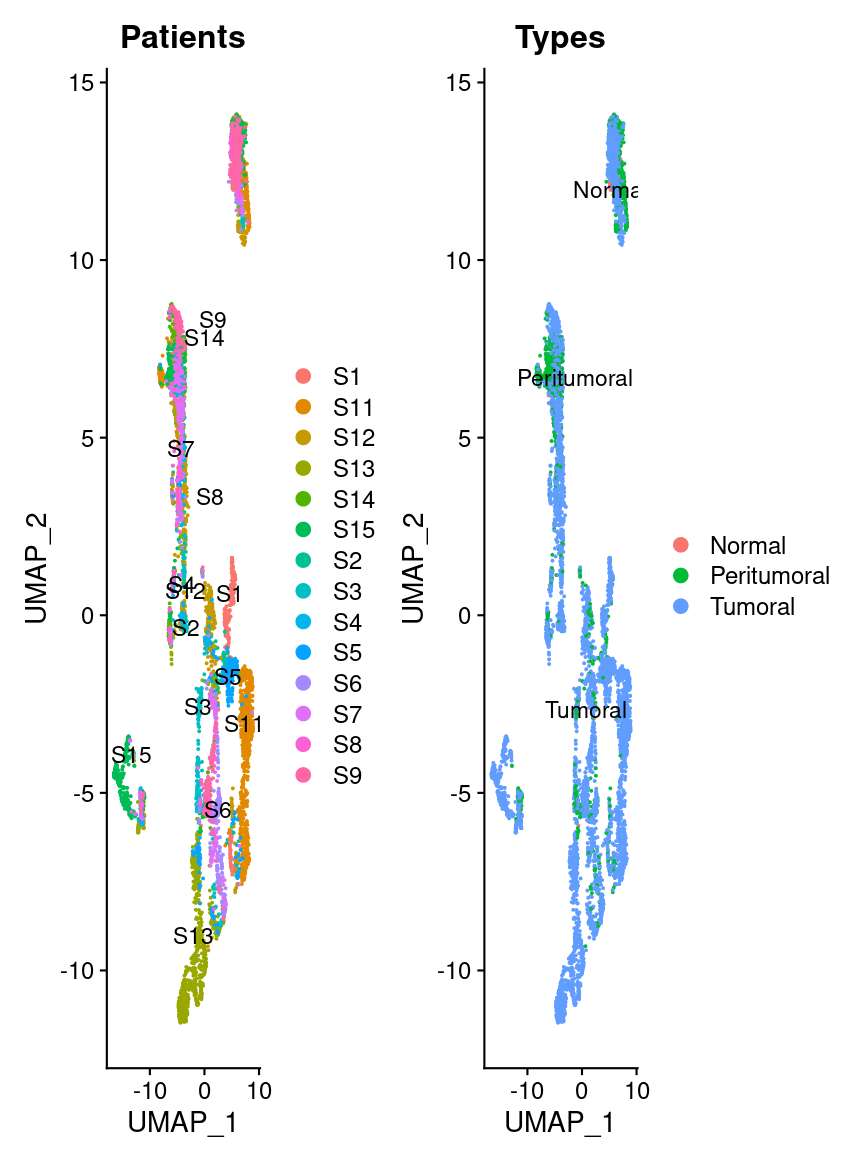 Patients
15
10
5
0
-5
-10
UMAP_2
S9
S14
S7
S8
S4
S12
S1
S2
S5
S3
S11
S15
S6
S13
-10 0 10
UMAP_1
S1
S11
S12
S13
S14
S15
S2
S3
S4
S5
S6
S7
S8
S9
Types
15
10
5
0
-5
-10
UMAP_2
Norma
Peritumoral
Tumoral
-10 0 10
UMAP_1
Normal
Peritumoral
Tumoral